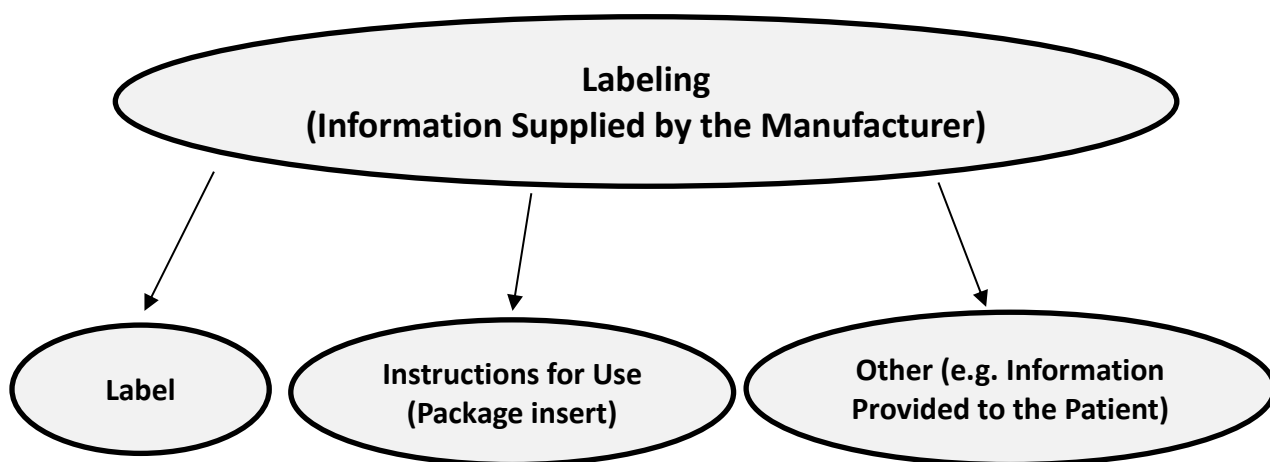 Labeling
(Information Supplied by the Manufacturer)
Label
Instructions for Use
(Package insert)
Other (e.g. Information
Provided to the Patient)